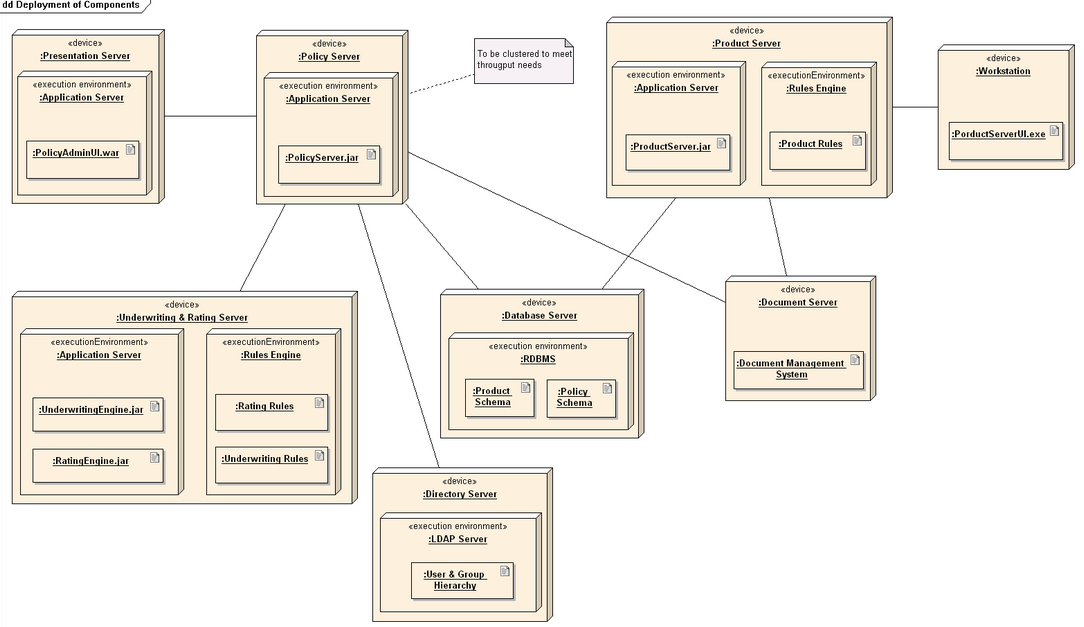 dd Deployment of Components
«device»
:Presentation Server
«execution environment»
:Application Server
:PolicyAdminUI.war
«device»
:Policy Server
«execution environment»
:Application Server
:PolicyServer.jar
To be clustered to meet
througput needs
«device»
:Product Server
«execution environment»
:Application Server
:ProductServer.jar
«executionEnvironment»
:Rules Engine
:Product Rules
«device»
:Workstation
:PorductServerUI.exe
«device»
:Underwriting & Rating Server
«executionEnvironment»
:Application Server
:UnderwritingEngine.jar
:RatingEngine.jar
«executionEnvironment»
:Rules Engine
:Rating Rules
:Underwriting Rules
«device»
:Database Server
«execution environment»
:RDBMS
:Product
Schema
:Policy
Schema
«device»
:Document Server
:Document Management
System
«device»
:Directory Server
«execution environment»
:LDAP Server
:User & Group
Hierarchy